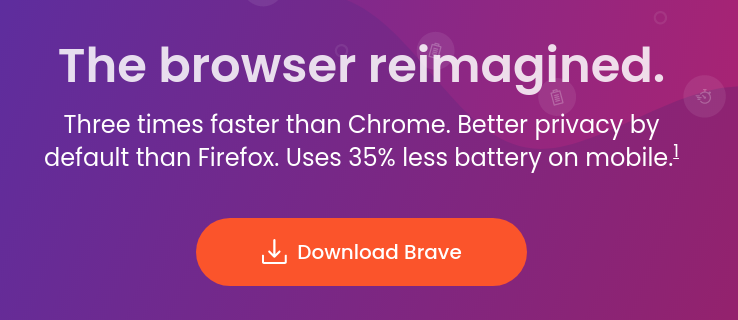 The browser reimagined.
Three times faster than Chrome. Better privacy by
default than Firefox. Uses 35% less battery on mobile.1
Download Brave